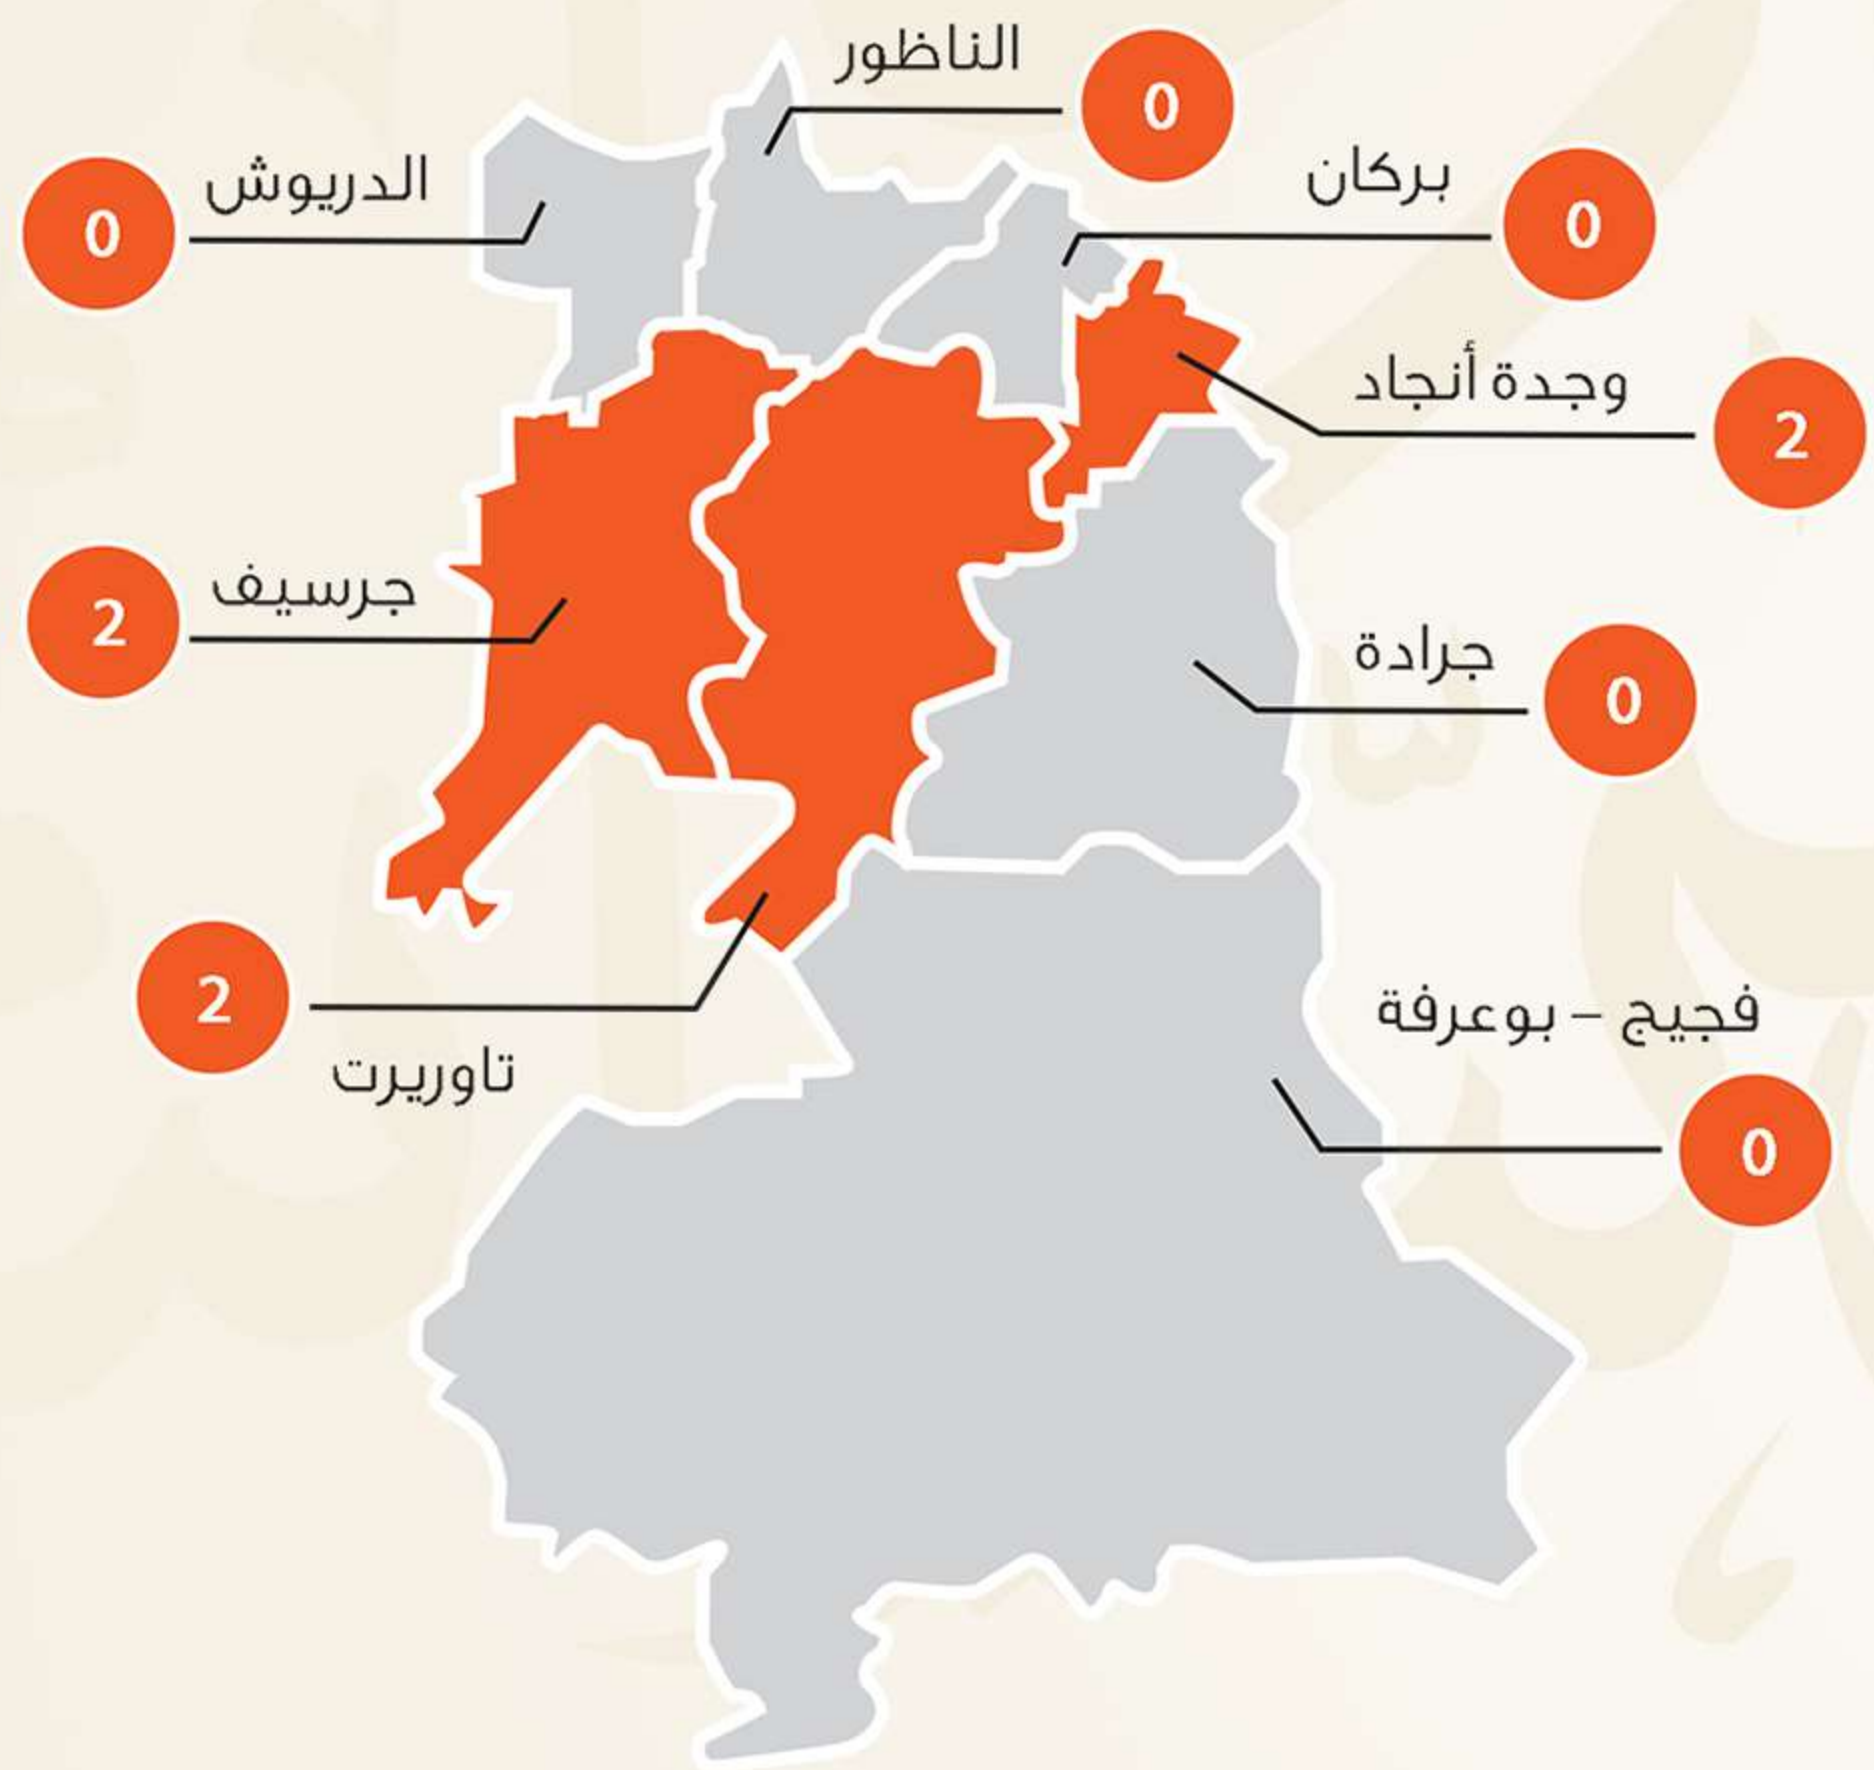 الناظور
0
بركان
0
الدريوش
0
وجدة أنجاد
2
جرسيف
2
جرادة
0
2
تاوريرت
فجيج – بوعرفة
0